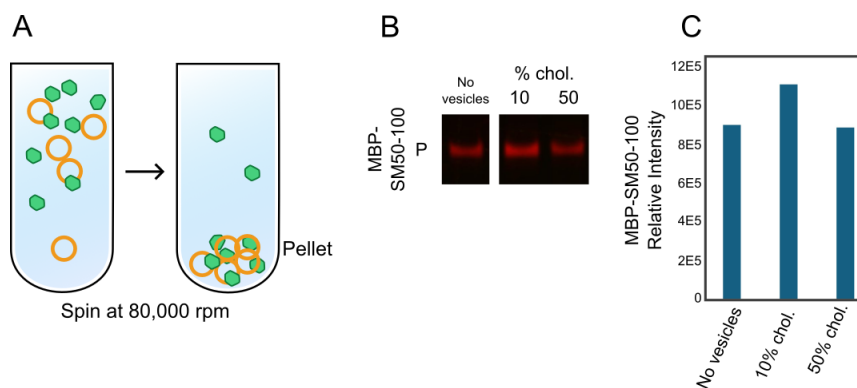 A
Pellet
Spin at 80,000 rpm
B
No
vesicles
% chol.
10
50
MBP-
SM50-100
P
C
MBP-SM50-100
Relative Intensity
12E5
10E5
8E5
6E5
4E5
2E5
0
No vesicles
10% chol.
50% chol.